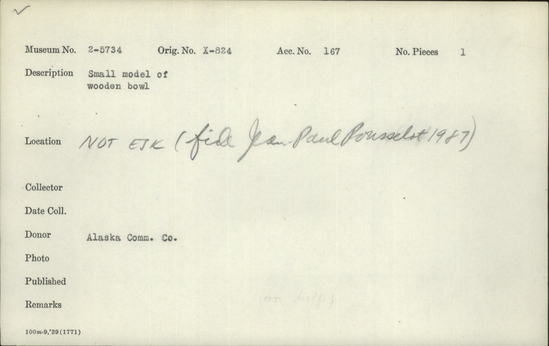 ✓
Museum No. 2-5734 Orig. No. X-824 Acc. No. 167 No. Pieces 1
Description Small model of
wooden bowl
Location NOT ESK (fide Jean-Paul Rousselot 1987)
Collector
Date Coll.
Donor Alaska Comm. Co.
Photo
Published
Remarks
100m-9,'39(1771)